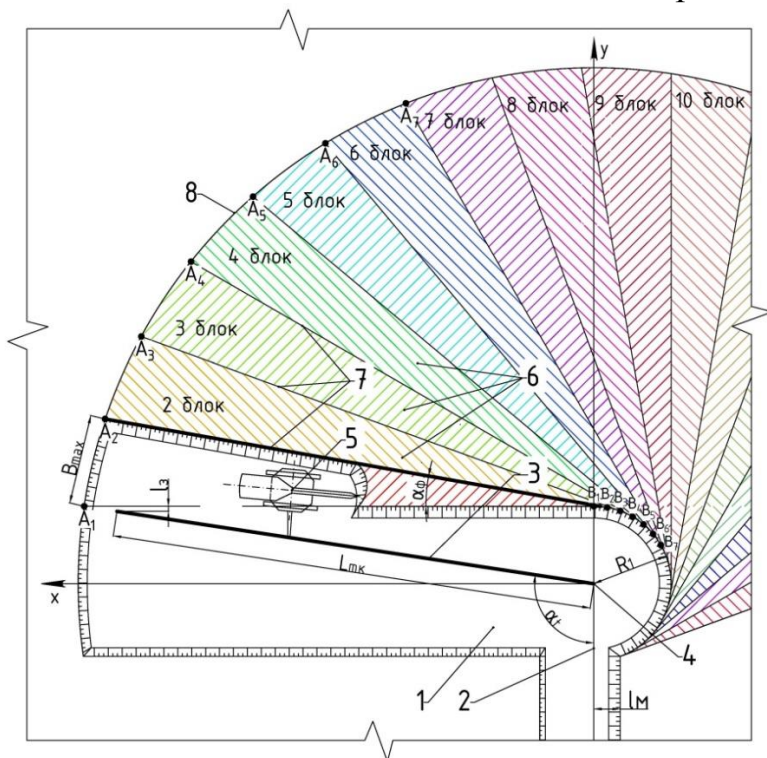 y
A₇ 7 блок
8 блок
9 блок
10 блок
A₆ 6 блок
5 блок
8
A₅
4 блок
A₄
3 блок
A₃
7
6
2 блок
A₂
5
3
Bmax
lз
αф
B₁ B₂ B₃ B₄ B₅ B₆ B₇
A₁
R₁
Lmк
x
αt
4
1
2
lм